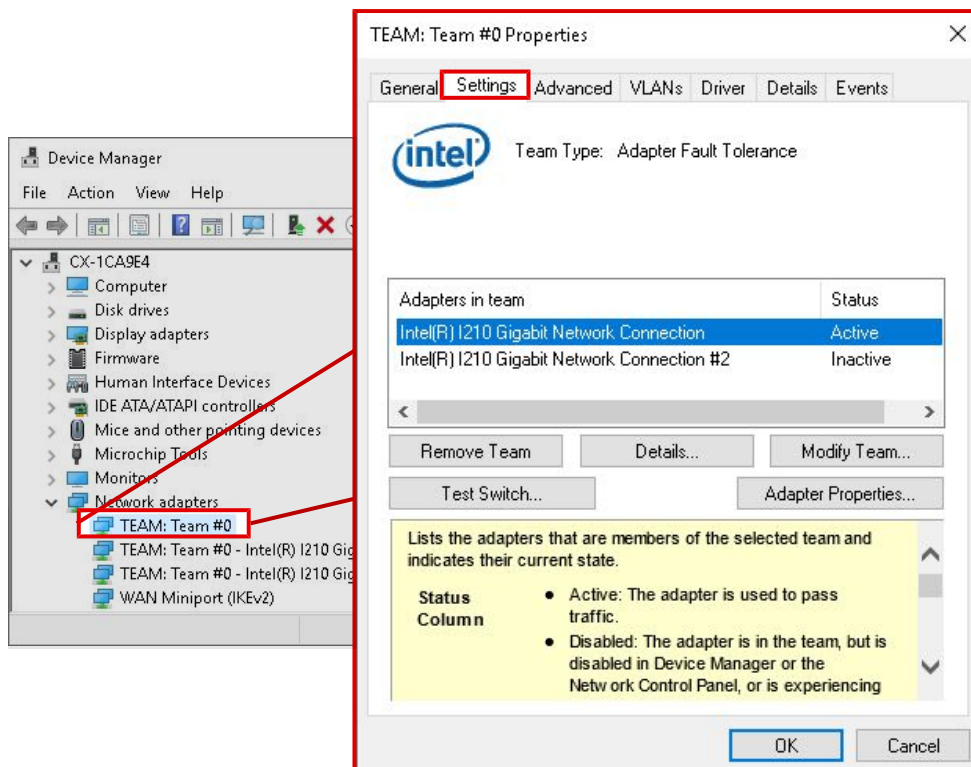 Device Manager
File Action View Help
CX-1CA9E4
Computer
Disk drives
Display adapters
Firmware
Human Interface Devices
IDE ATA/ATAPI controllers
Mice and other pointing devices
Microchip Tools
Monitors
Network adapters
TEAM: Team #0
TEAM: Team #0 - Intel(R) I210 Gig
TEAM: Team #0 - Intel(R) I210 Gig
WAN Miniport (IKEv2)
TEAM: Team #0 Properties
General Settings Advanced VLANs Driver Details Events
intel
Team Type: Adapter Fault Tolerance
Adapters in team Status
Intel(R) I210 Gigabit Network Connection Active
Intel(R) I210 Gigabit Network Connection #2 Inactive
Remove Team Details... Modify Team...
Test Switch... Adapter Properties...
Lists the adapters that are members of the selected team and
indicates their current state.
Status • Active: The adapter is used to pass
Column traffic.
• Disabled: The adapter is in the team, but is
disabled in Device Manager or the
Network Control Panel, or is experiencing
OK Cancel